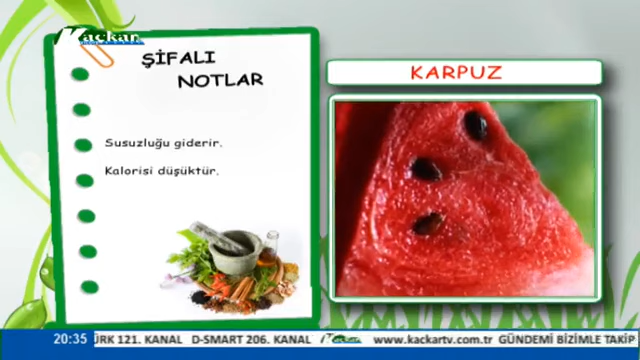 Kaçkar
ŞİFALI
NOTLAR
Susuzluğu giderir.
Kalorisi düşüktür.
KARPUZ
20:35 ÜRK 121. KANAL D-SMART 206. KANAL Kaçkar www.kackartv.com.tr GÜNDEMİ BİZİMLE TAKİP